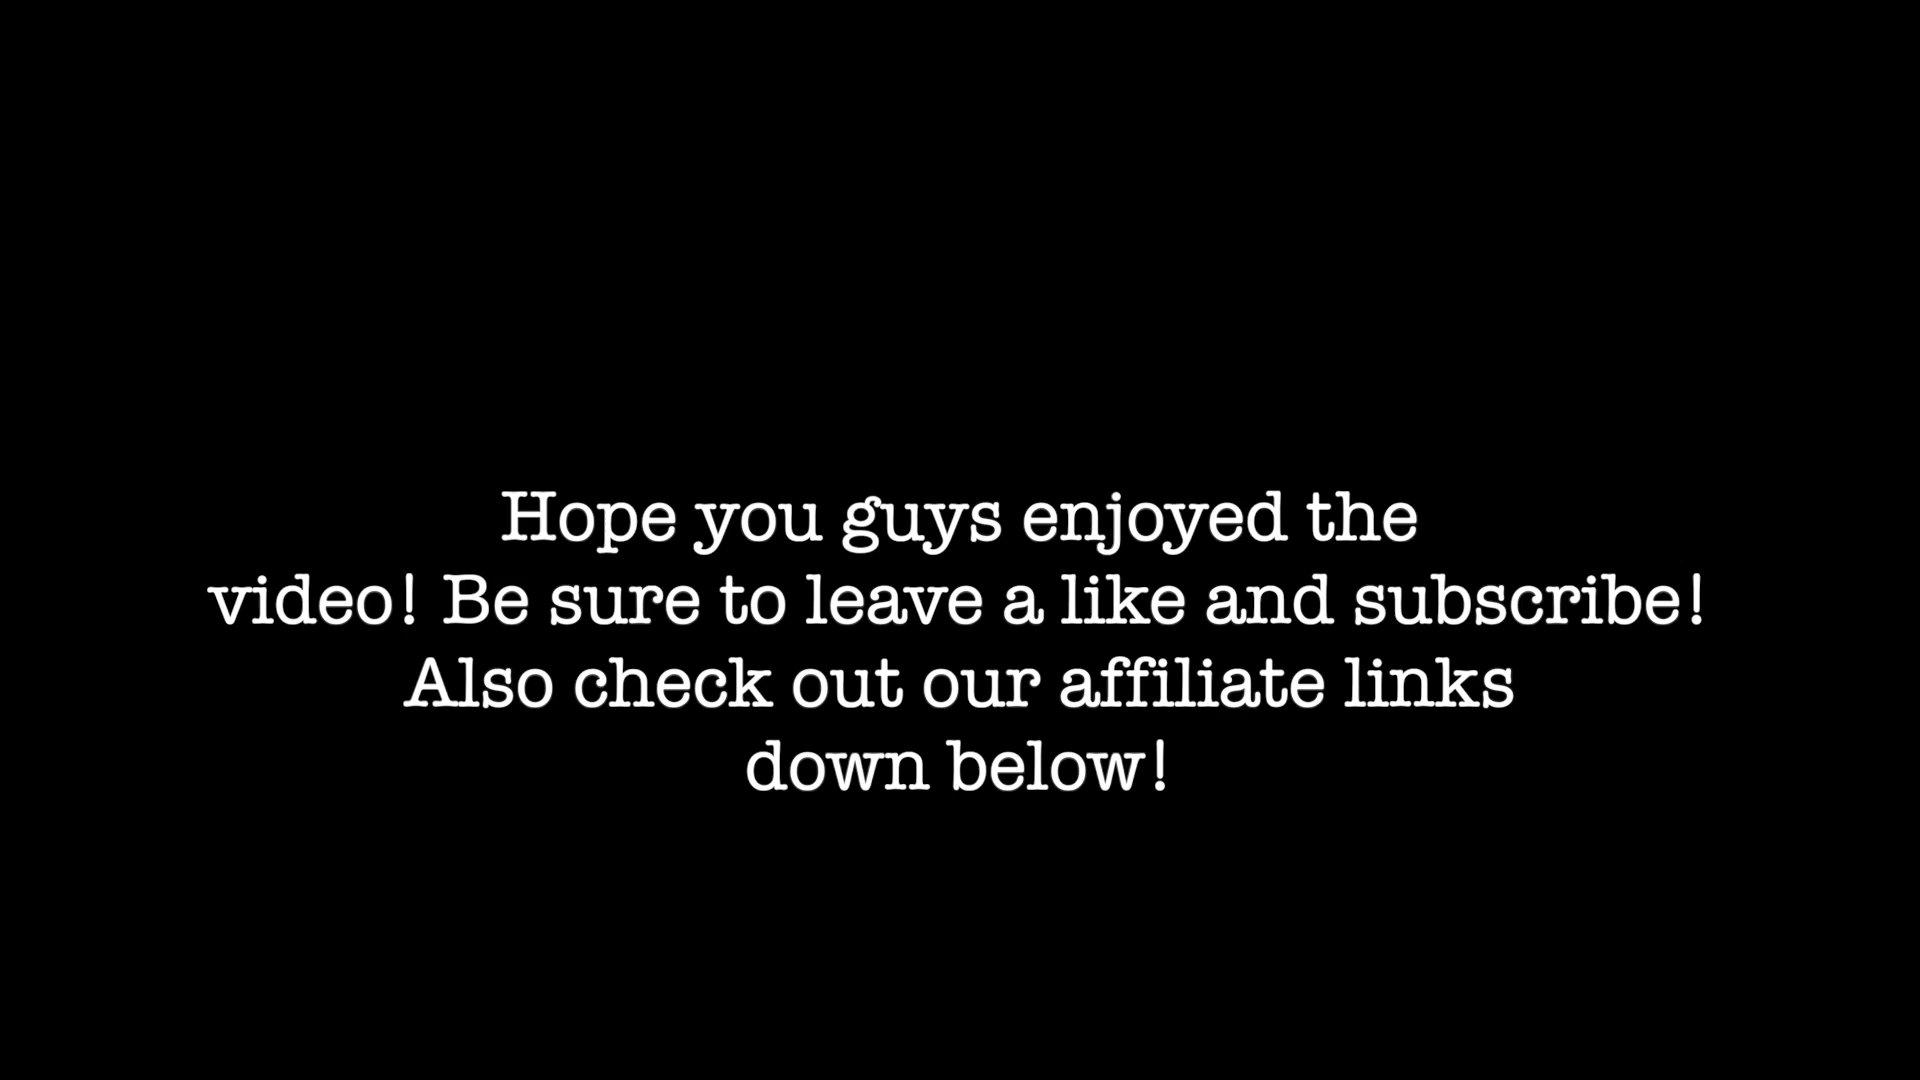 Hope you guys enjoyed the
video! Be sure to leave a like and subscribe!
Also check out our affiliate links
down below!